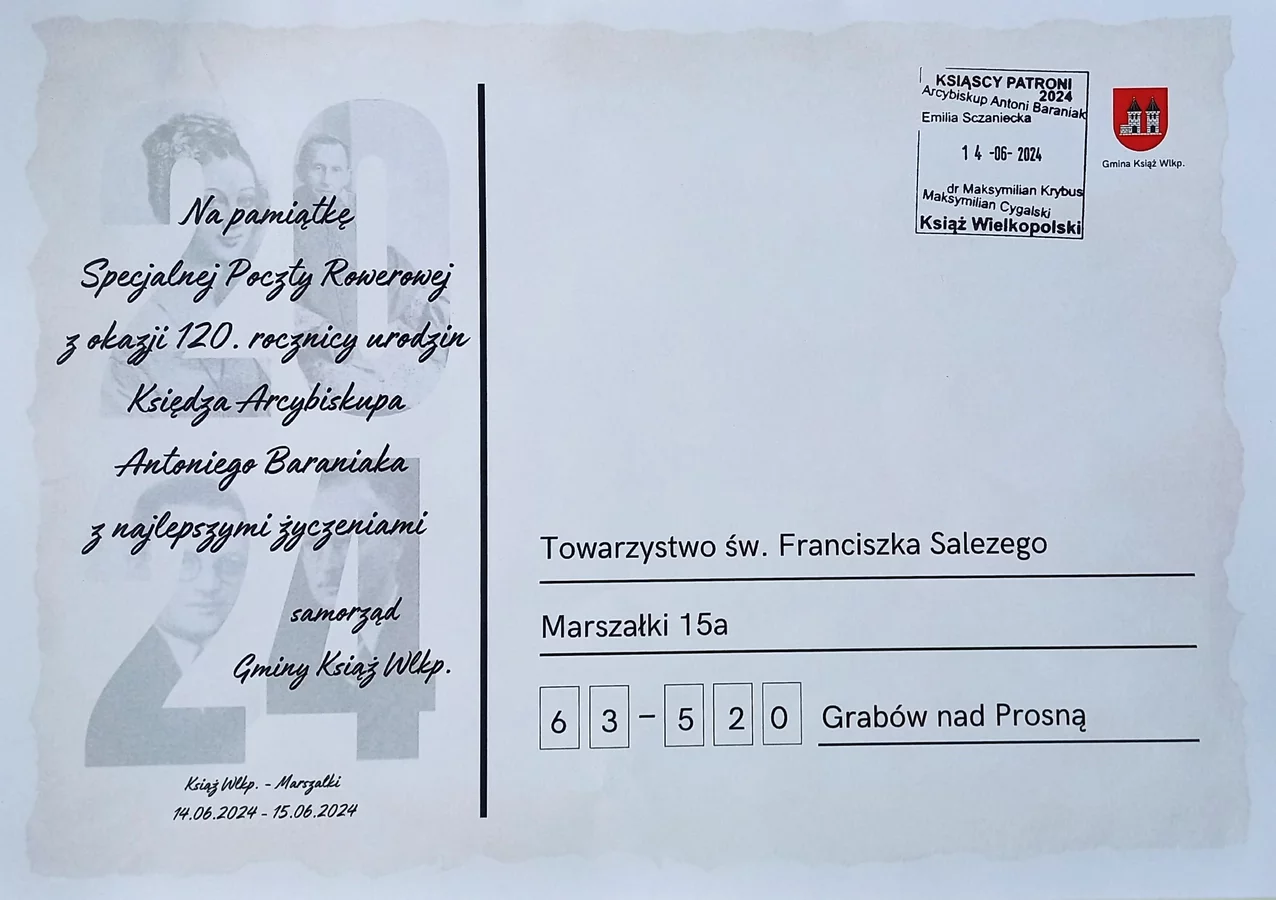 Na pamiątkę
Specjalnej Poczty Rowerowej
z okazji 120. rocznicy urodzin
Księdza Arcybiskupa
Antoniego Baraniaka
z najlepszymi życzeniami
samorząd
Gminy Książ Wlkp.
Książ Wlkp. - Marszałki
14.06.2024 - 15.06.2024
KSIĄSCY PATRONI
2024
Arcybiskup Antoni Baraniak
Emilia Sczaniecka
14 -06- 2024
dr Maksymilian Krybus
Maksymilian Cygalski
Książ Wielkopolski
Gmina Książ Wlkp.
Towarzystwo św. Franciszka Salezego
Marszałki 15a
63-520 Grabów nad Prosną
2024